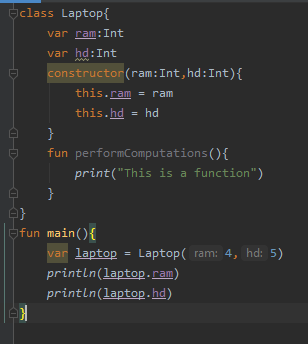 class Laptop{
var ram:Int
var hd:Int
constructor(ram:Int,hd:Int){
this.ram = ram
this.hd = hd
}
fun performComputations(){
print("This is a function")
}
}
fun main(){
var laptop = Laptop( ram: 4, hd: 5)
println(laptop.ram)
println(laptop.hd)
}